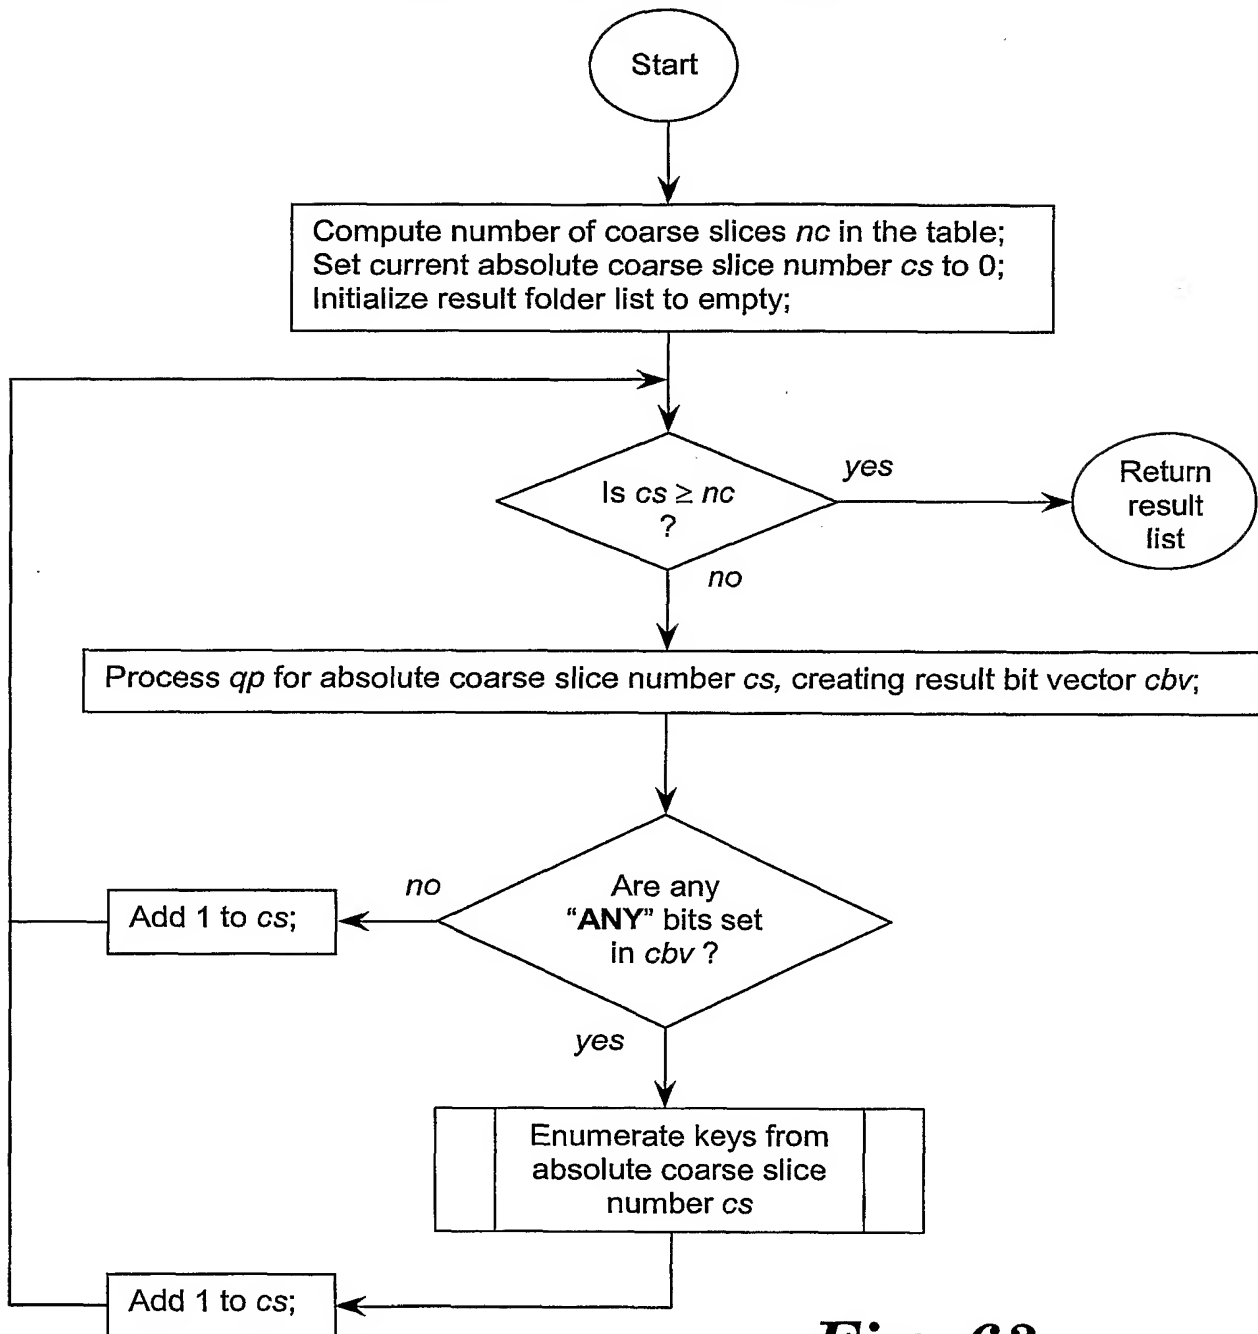 Start
Compute number of coarse slices nc in the table;
Set current absolute coarse slice number cs to 0;
Initialize result folder list to empty;
Is cs ≥ nc
?
yes
Return
result
list
no
Process qp for absolute coarse slice number cs, creating result bit vector cbv;
Are any
“ANY” bits set
in cbv ?
no
Add 1 to cs;
yes
Enumerate keys from
absolute coarse slice
number cs
Add 1 to cs;